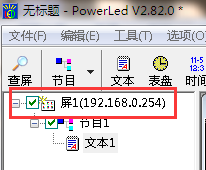 无标题 - PowerLed V2.82.0 *
文件(F) 编辑(E) 工具(T) 选项(O)
查屏 节目 文本 表盘 时间
屏1(192.168.0.254)
节目1
文本1